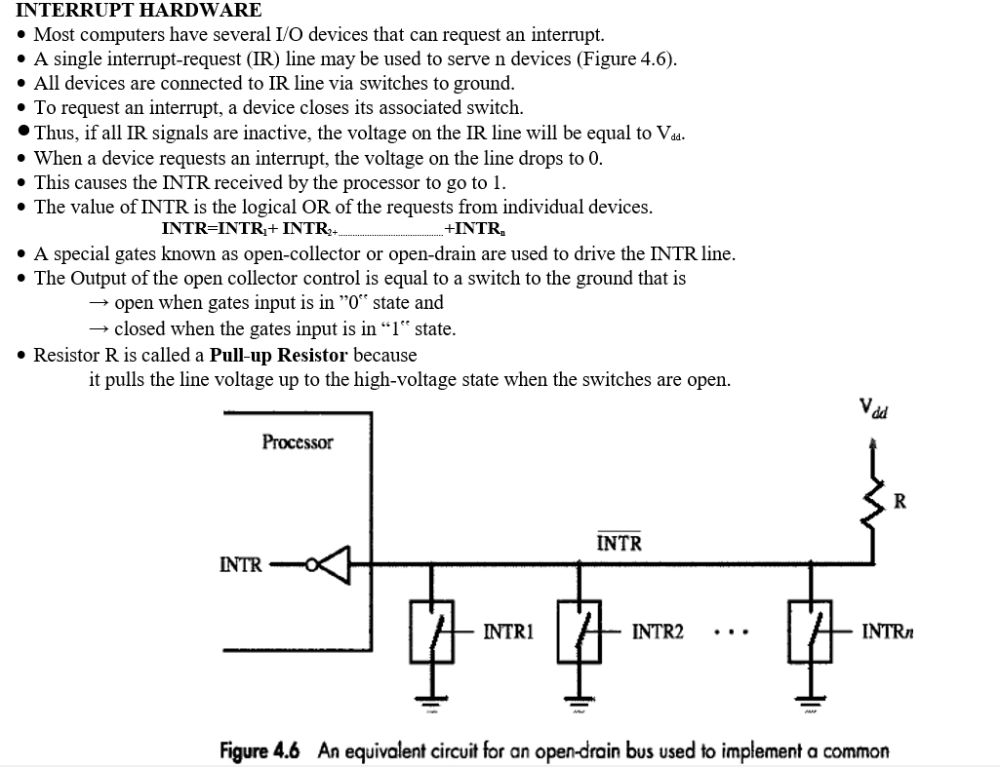 INTERRUPT HARDWARE
• Most computers have several I/O devices that can request an interrupt.
• A single interrupt-request (IR) line may be used to serve n devices (Figure 4.6).
• All devices are connected to IR line via switches to ground.
• To request an interrupt, a device closes its associated switch.
• Thus, if all IR signals are inactive, the voltage on the IR line will be equal to Vdd.
• When a device requests an interrupt, the voltage on the line drops to 0.
• This causes the INTR received by the processor to go to 1.
• The value of INTR is the logical OR of the requests from individual devices.
INTR=INTR₁+ INTR₂₊..............................+INTRₙ
• A special gates known as open-collector or open-drain are used to drive the INTR line.
• The Output of the open collector control is equal to a switch to the ground that is
→ open when gates input is in ”0‟ state and
→ closed when the gates input is in “1‟ state.
• Resistor R is called a Pull-up Resistor because
it pulls the line voltage up to the high-voltage state when the switches are open.
Vdd
Processor
R
INTR
INTR
INTR1
INTR2
. . .
INTRn
Figure 4.6 An equivalent circuit for an open-drain bus used to implement a common